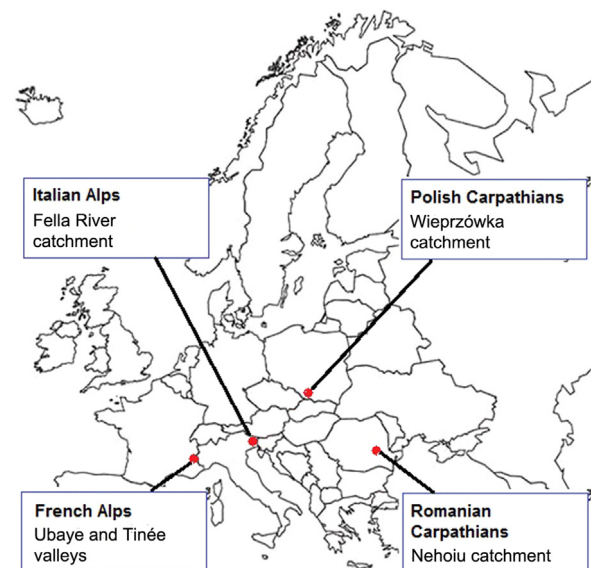 Italian Alps
Fella River
catchment
Polish Carpathians
Wieprzówka
catchment
French Alps
Ubaye and Tinée
valleys
Romanian
Carpathians
Nehoiu catchment